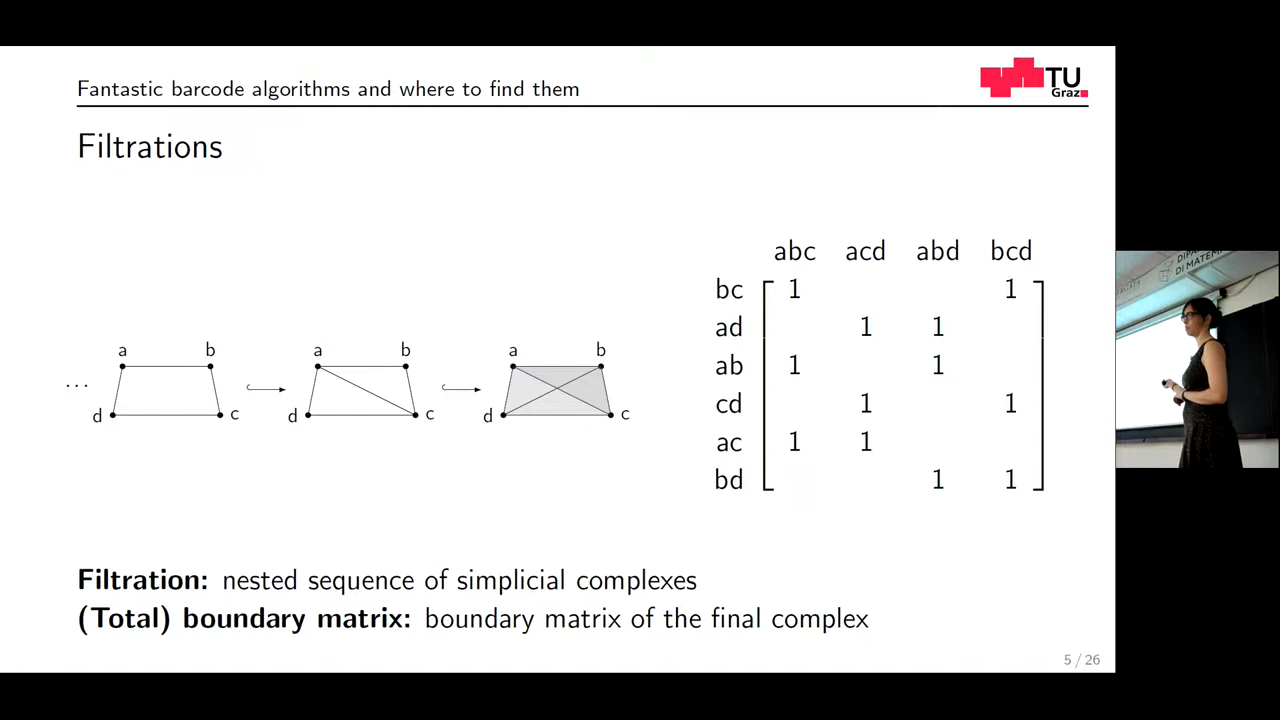 Fantastic barcode algorithms and where to find them
TU
Graz
Filtrations
abc acd abd bcd
bc 1 1
ad 1 1
ab 1 1
cd 1 1
ac 1 1
bd 1 1
a b a b a b
...
d c d c d c
Filtration: nested sequence of simplicial complexes
(Total) boundary matrix: boundary matrix of the final complex
5 / 26
DI MATEM